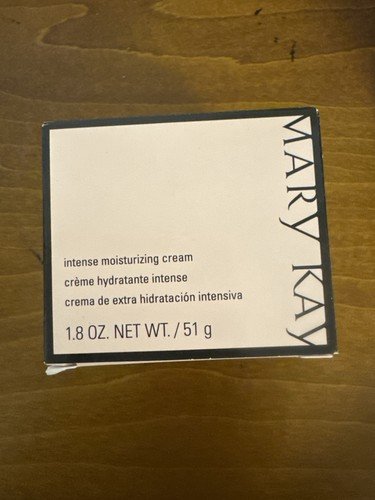 MARY KAY
intense moisturizing cream
crème hydratante intense
crema de extra hidratación intensiva
1.8 OZ. NET WT. / 51 g